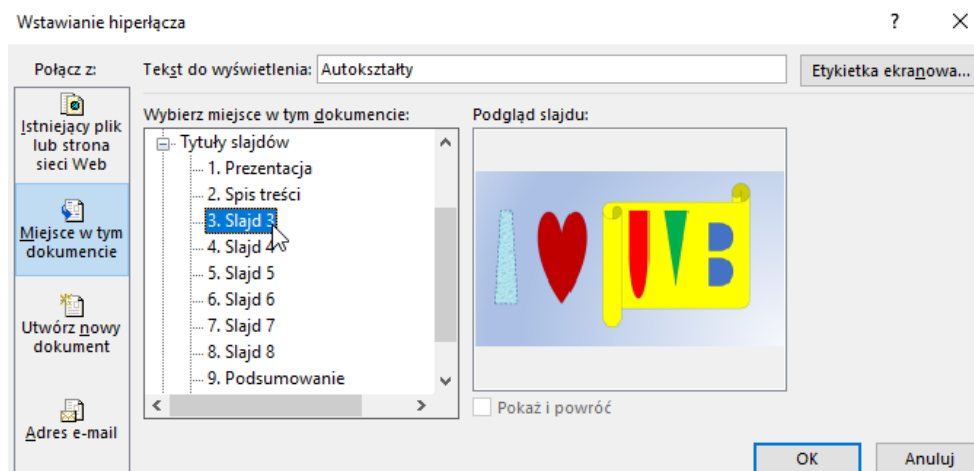 Wstawianie hiperłącza
Połącz z:
Tekst do wyświetlenia: Autokształty
Etykietka ekranowa...
Istniejący plik
lub strona
sieci Web
Miejsce w tym
dokumencie
Utwórz nowy
dokument
Adres e-mail
Wybierz miejsce w tym dokumencie:
Tytuły slajdów
1. Prezentacja
2. Spis treści
3. Slajd 3
4. Slajd 4
5. Slajd 5
6. Slajd 6
7. Slajd 7
8. Slajd 8
9. Podsumowanie
Podgląd slajdu:
I ♥ UVB
Pokaż i powróć
OK
Anuluj